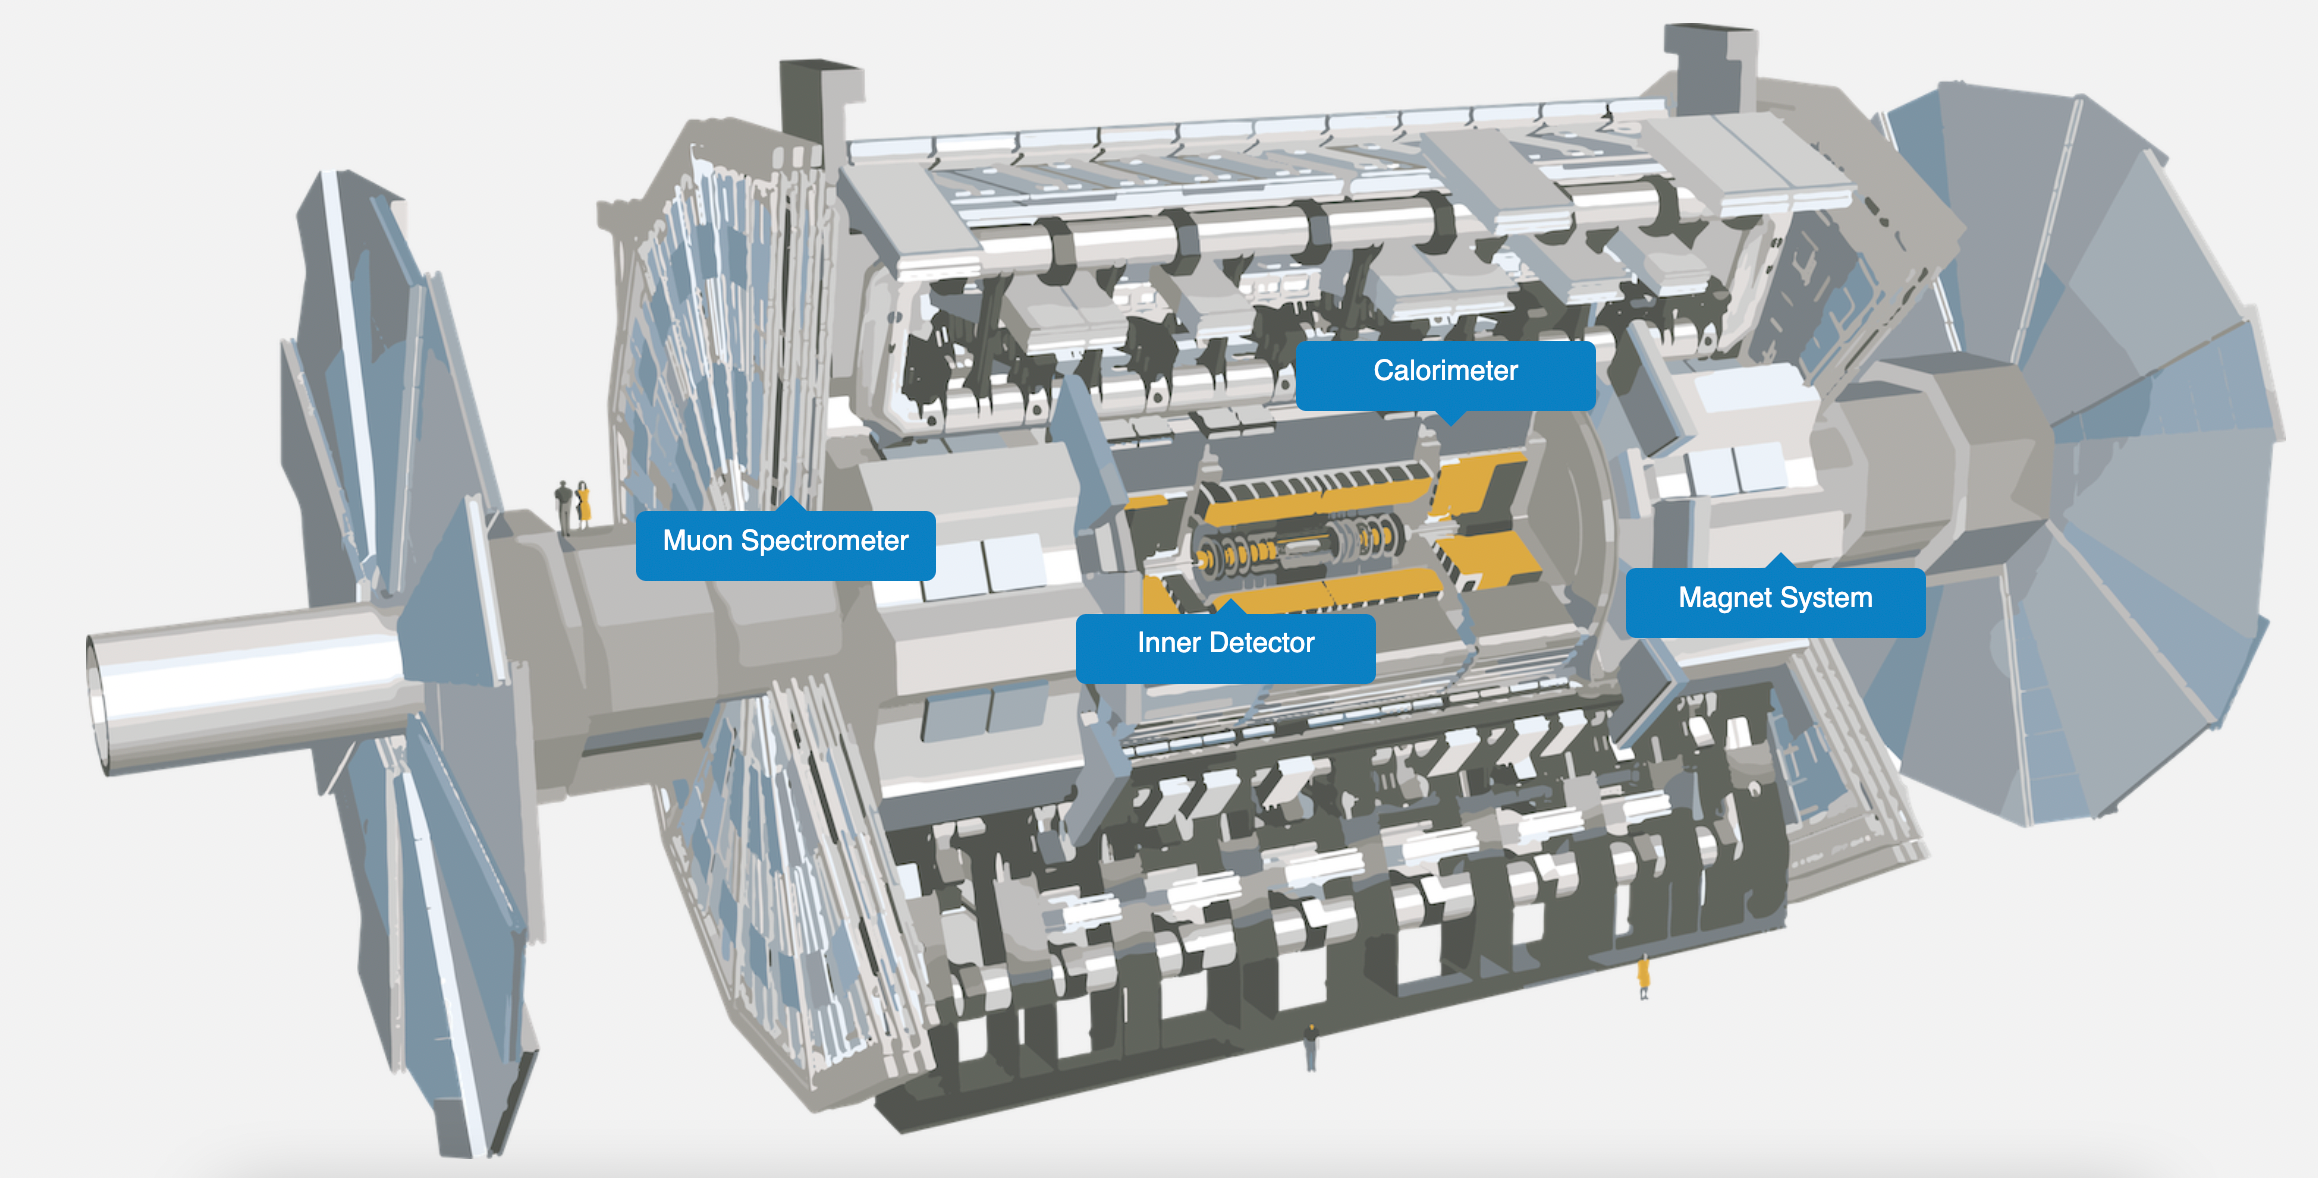 Calorimeter
Muon Spectrometer
Magnet System
Inner Detector